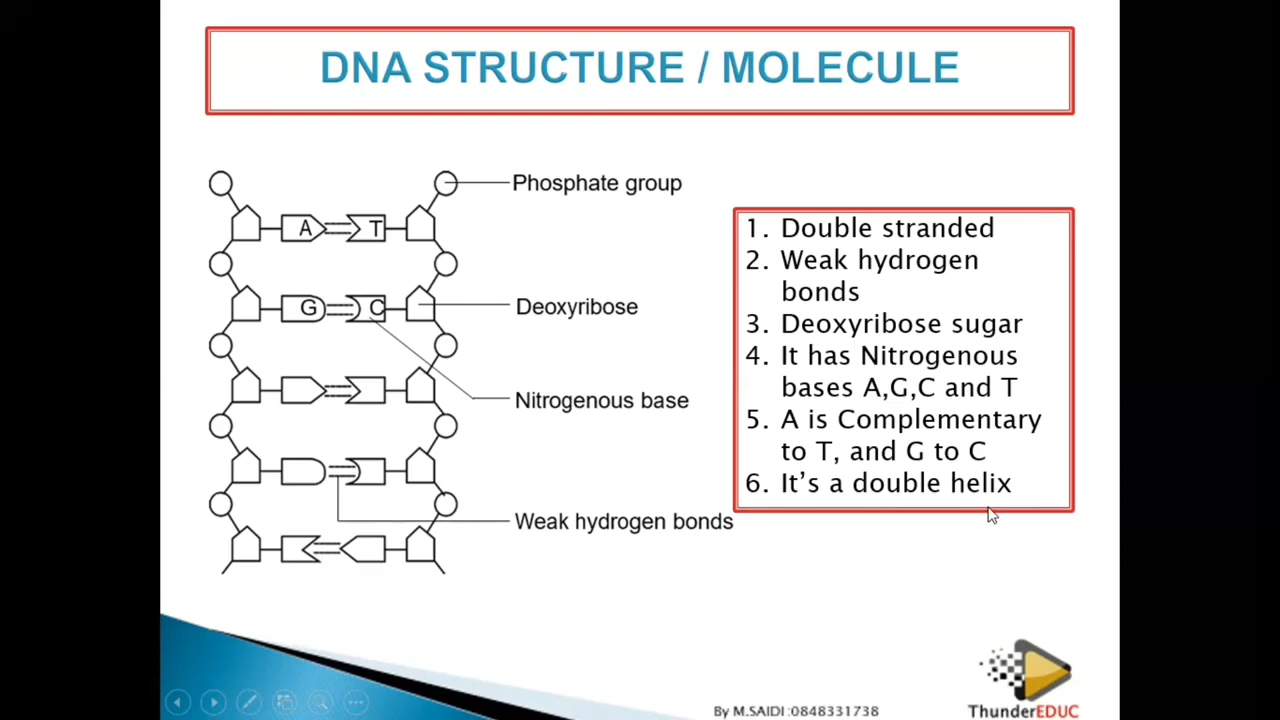 DNA STRUCTURE / MOLECULE
Phosphate group
A T
G C
Deoxyribose
Nitrogenous base
Weak hydrogen bonds
1. Double stranded
2. Weak hydrogen
bonds
3. Deoxyribose sugar
4. It has Nitrogenous
bases A,G,C and T
5. A is Complementary
to T, and G to C
6. It's a double helix
By M.SAIDI :0848331738
ThunderEDUC